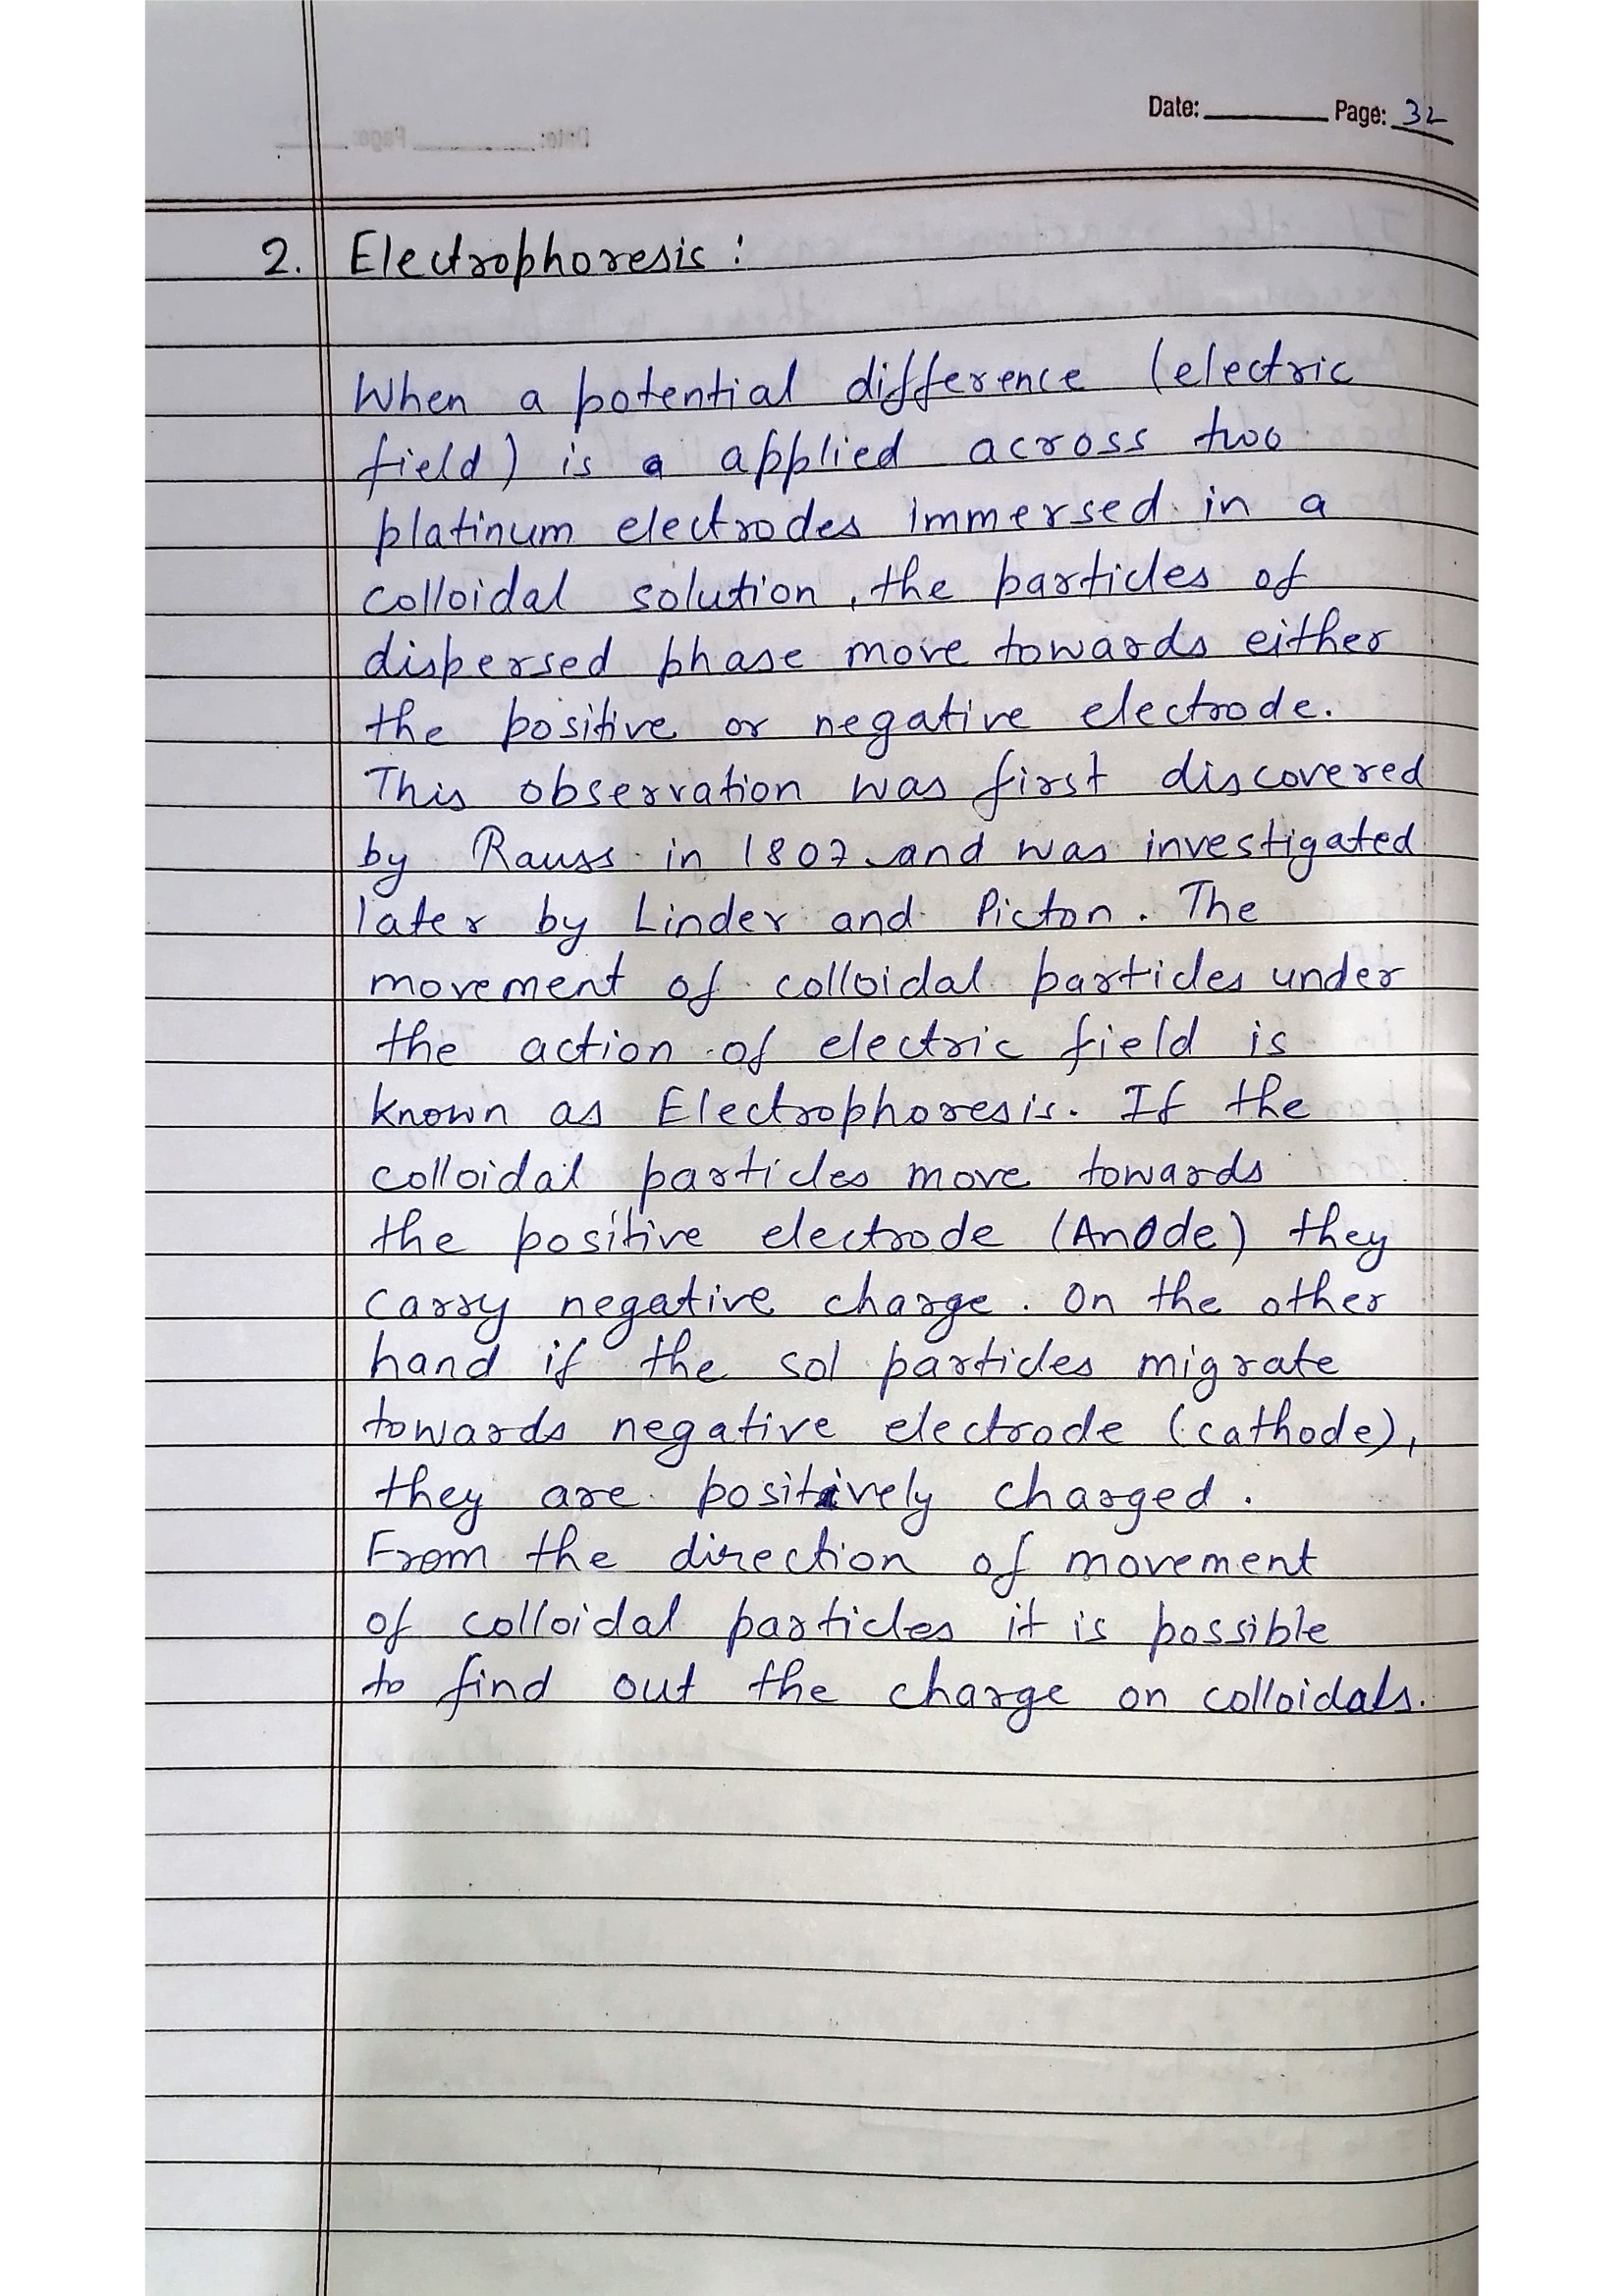 Date: Page: 32
2. Electrophoresis :
When a potential difference (electric
field) is a applied across two
platinum electrodes immersed in a
colloidal solution, the particles of
dispersed phase move towards either
the positive or negative electrode.
This observation was first discovered
by Rauss in 1807 and was investigated
later by Linder and Picton. The
movement of colloidal particles under
the action of electric field is
known as Electrophoresis. If the
colloidal particles move towards
the positive electrode (Anode) they
carry negative charge. On the other
hand if the sol particles migrate
towards negative electrode (cathode),
they are positively charged.
From the direction of movement
of colloidal particles it is possible
to find out the charge on colloidals.